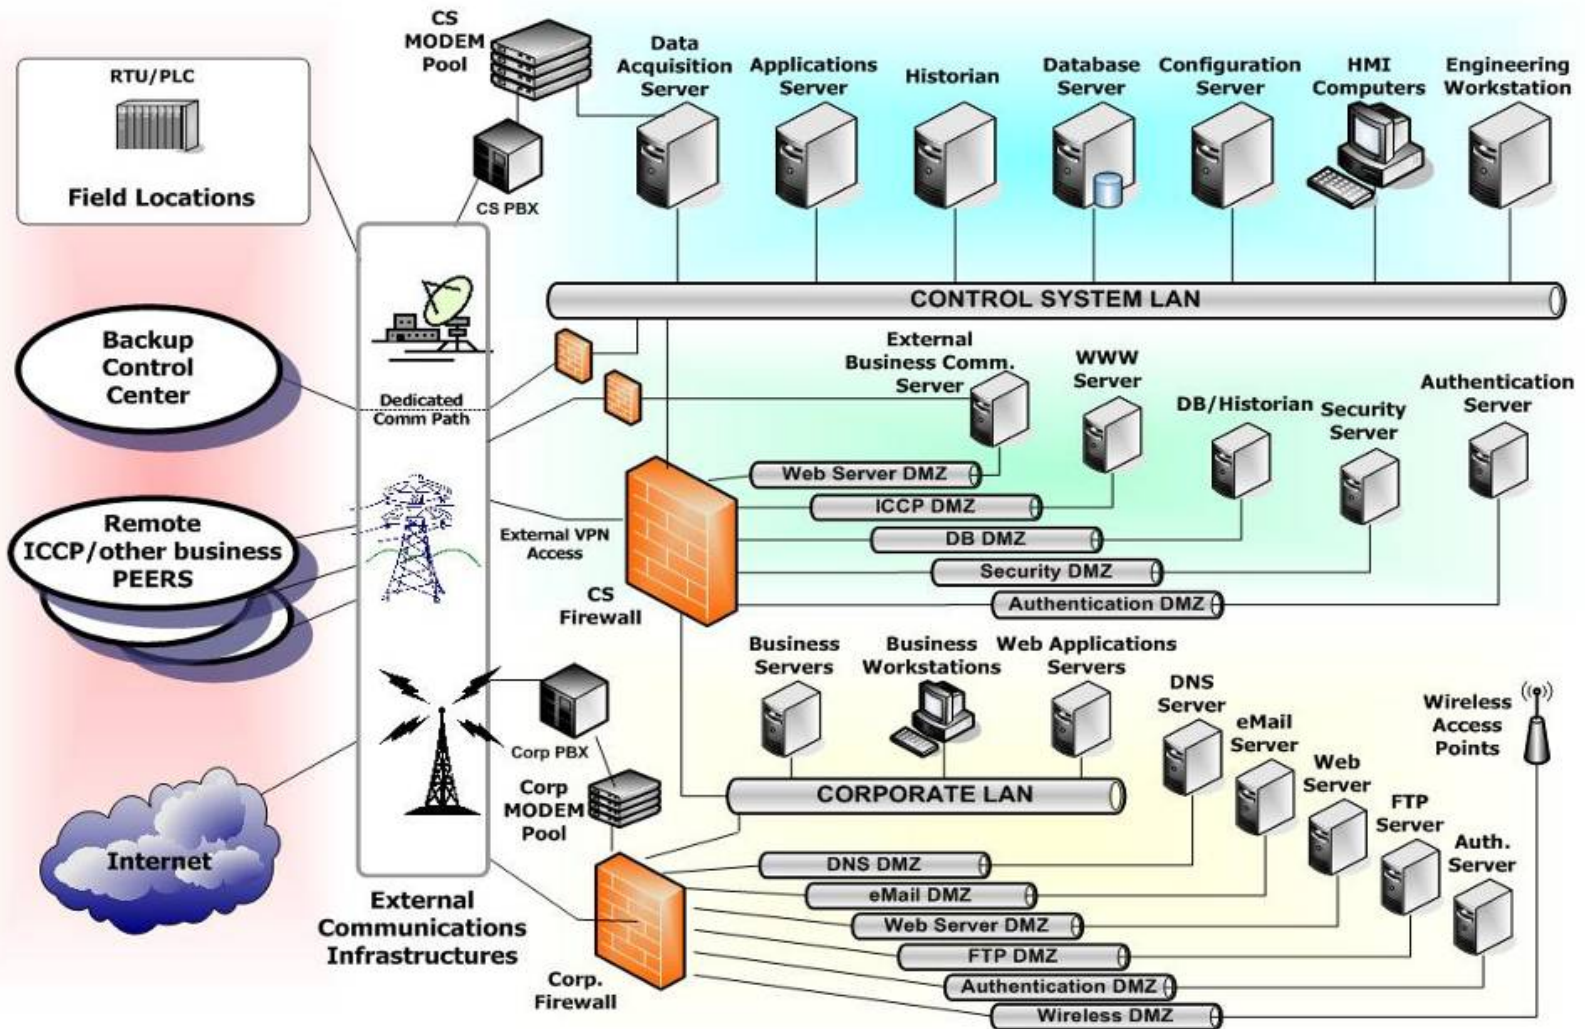 CS
MODEM
Pool
Data
Acquisition
Server
Applications
Server
Historian
Database
Server
Configuration
Server
HMI
Computers
Engineering
Workstation
RTU/PLC
Field Locations
CS PBX
CONTROL SYSTEM LAN
Backup
Control
Center
Dedicated
Comm Path
External
Business Comm.
Server
WWW
Server
DB/Historian
Security
Server
Authentication
Server
Web Server DMZ
ICCP DMZ
DB DMZ
Security DMZ
Authentication DMZ
Remote
ICCP/other business
PEERS
External VPN
Access
CS
Firewall
Business
Servers
Business
Workstations
Web Applications
Servers
DNS
Server
eMail
Server
Web
Server
FTP
Server
Auth.
Server
Wireless
Access
Points
Corp PBX
Corp
MODEM
Pool
CORPORATE LAN
Internet
DNS DMZ
eMail DMZ
Web Server DMZ
FTP DMZ
Authentication DMZ
Wireless DMZ
External
Communications
Infrastructures
Corp.
Firewall